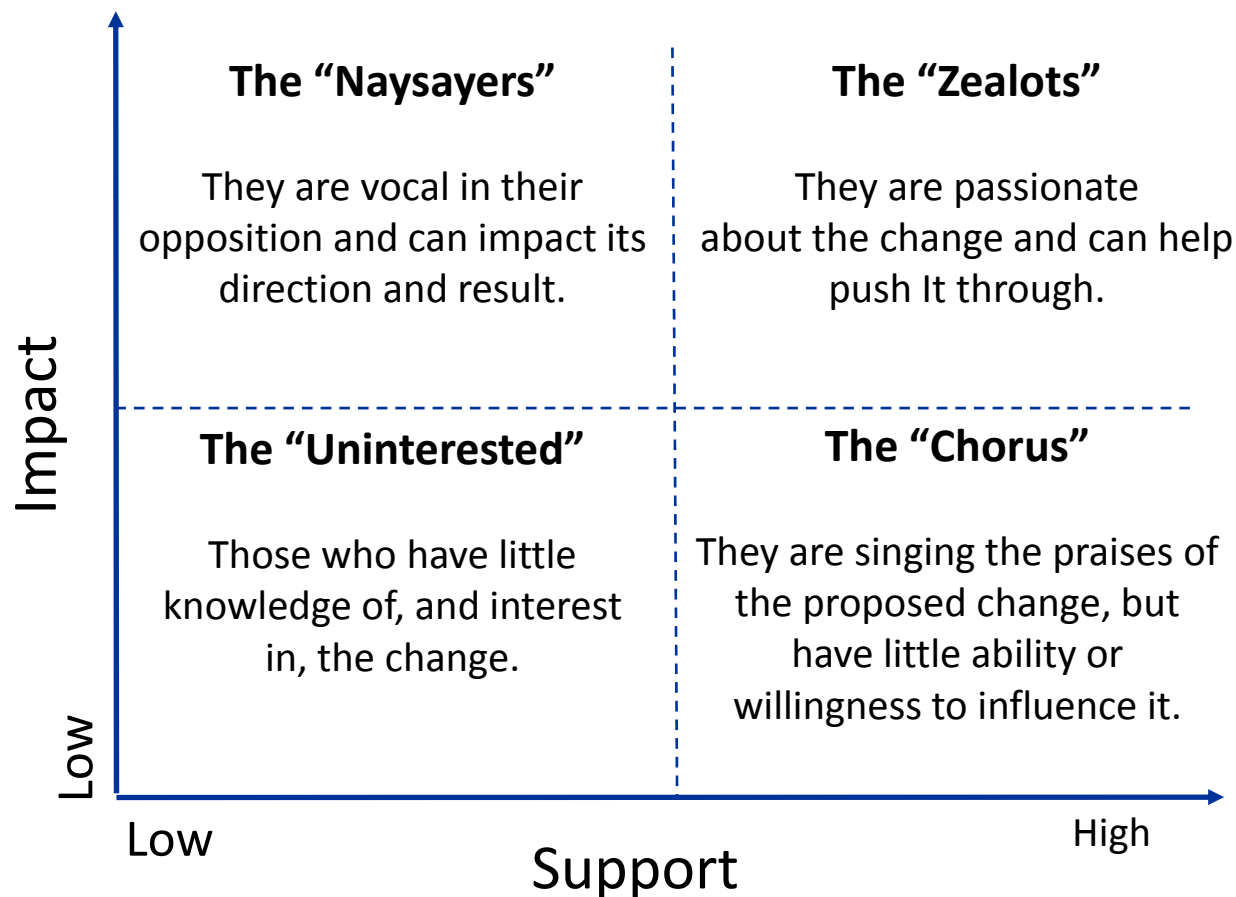 The “Naysayers”
They are vocal in their
opposition and can impact its
direction and result.
The “Zealots”
They are passionate
about the change and can help
push It through.
The “Uninterested”
Those who have little
knowledge of, and interest
in, the change.
The “Chorus”
They are singing the praises of
the proposed change, but
have little ability or
willingness to influence it.
Impact
Low
Low
High
Support